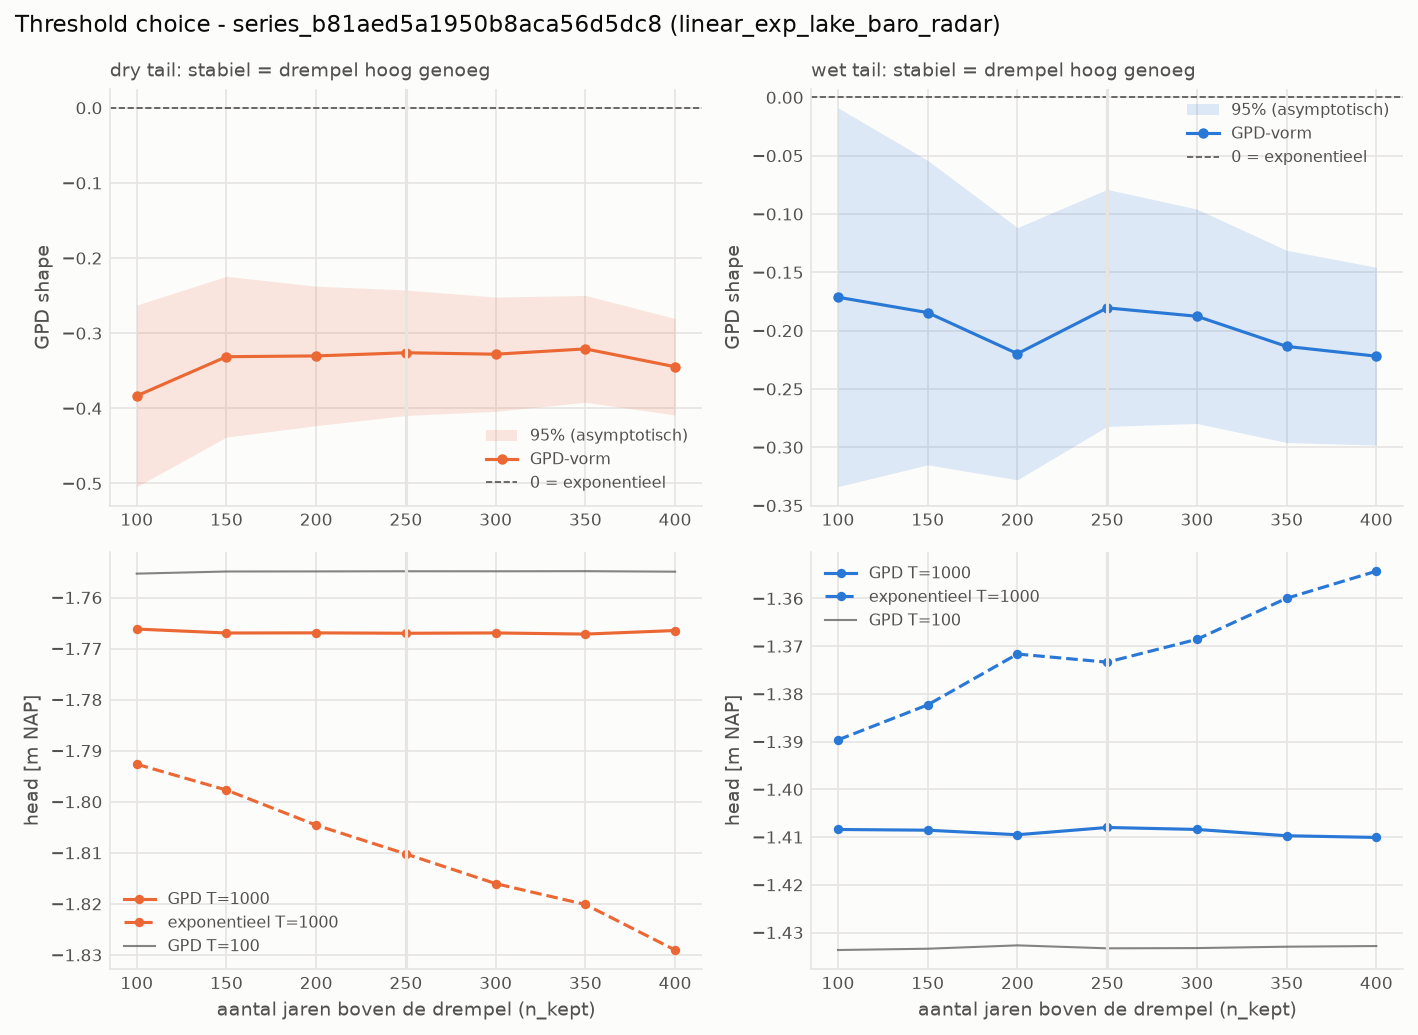 Threshold choice - series_b81aed5a1950b8aca56d5dc8 (linear_exp_lake_baro_radar)
dry tail: stabiel = drempel hoog genoeg
GPD shape
0.0
−0.1
−0.2
−0.3
−0.4
−0.5
100 150 200 250 300 350 400
95% (asymptotisch)
GPD-vorm
0 = exponentieel
wet tail: stabiel = drempel hoog genoeg
GPD shape
0.00
−0.05
−0.10
−0.15
−0.20
−0.25
−0.30
−0.35
100 150 200 250 300 350 400
95% (asymptotisch)
GPD-vorm
0 = exponentieel
head [m NAP]
−1.76
−1.77
−1.78
−1.79
−1.80
−1.81
−1.82
−1.83
100 150 200 250 300 350 400
aantal jaren boven de drempel (n_kept)
GPD T=1000
exponentieel T=1000
GPD T=100
head [m NAP]
−1.36
−1.37
−1.38
−1.39
−1.40
−1.41
−1.42
−1.43
100 150 200 250 300 350 400
aantal jaren boven de drempel (n_kept)
GPD T=1000
exponentieel T=1000
GPD T=100